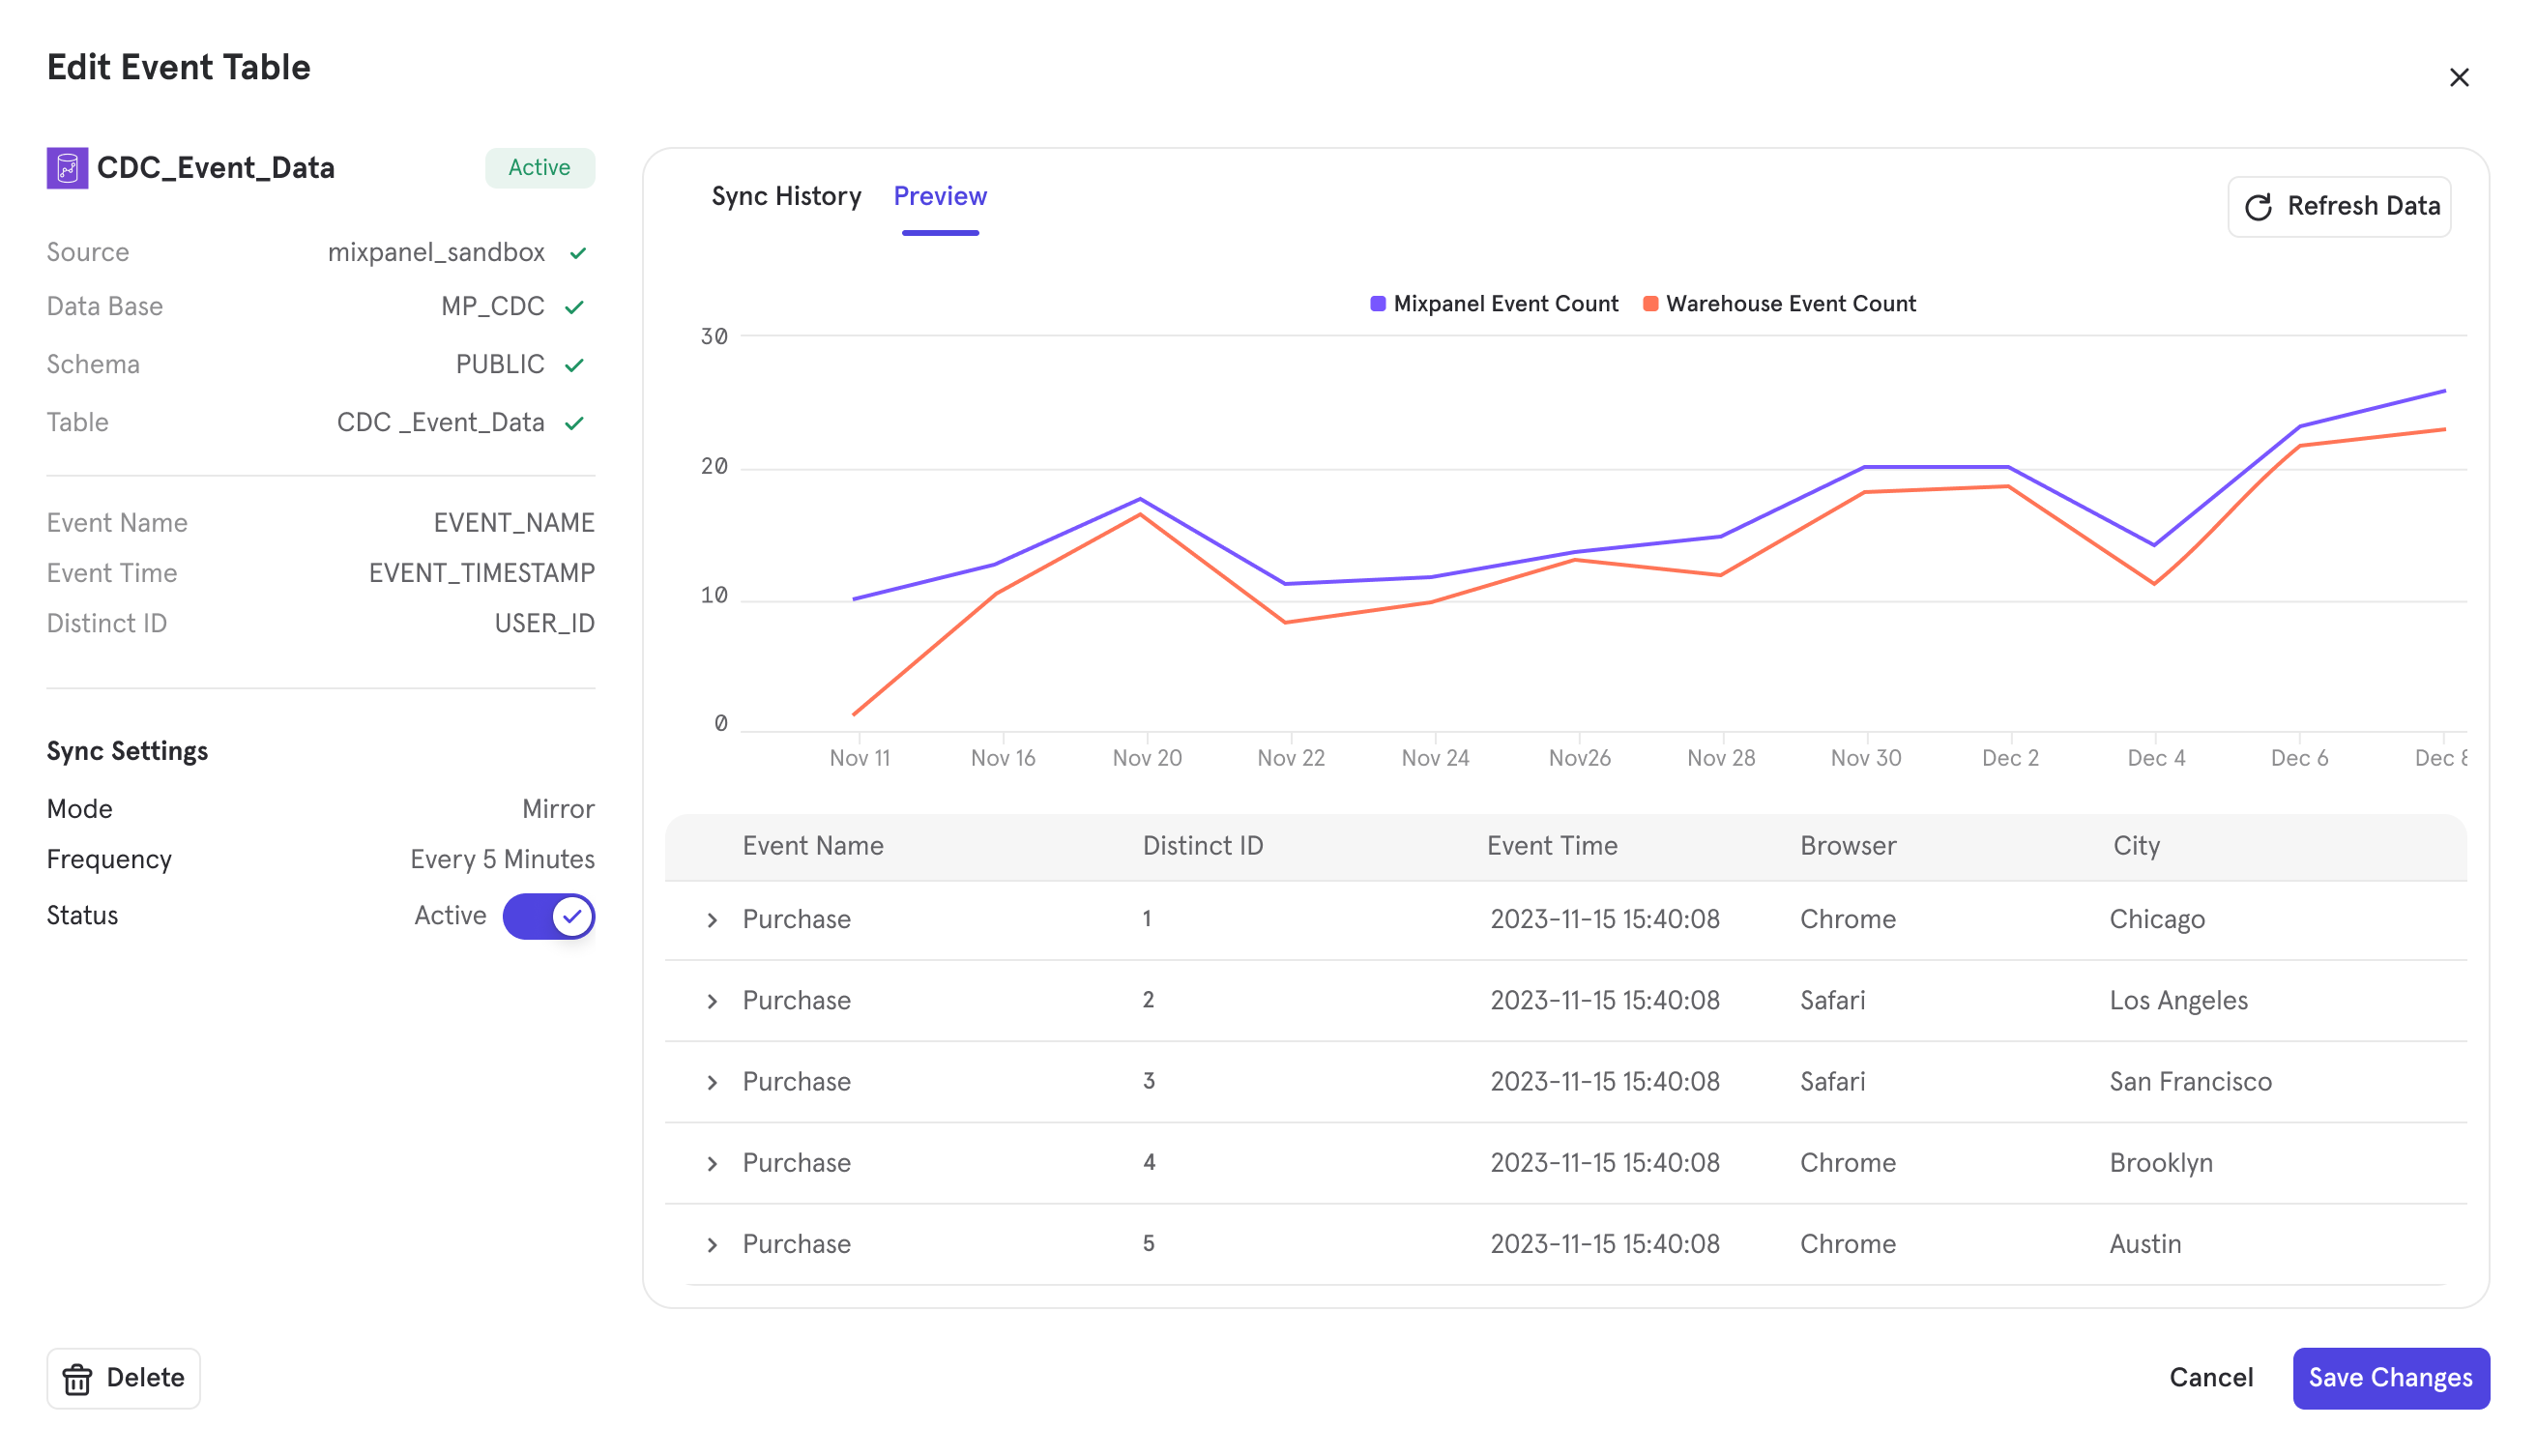 Edit Event Table
CDC_Event_Data Active
Source mixpanel_sandbox
Data Base MP_CDC
Schema PUBLIC
Table CDC _Event_Data
Event Name EVENT_NAME
Event Time EVENT_TIMESTAMP
Distinct ID USER_ID
Sync Settings
Mode Mirror
Frequency Every 5 Minutes
Status Active
Sync History Preview Refresh Data
Mixpanel Event Count Warehouse Event Count
30
20
10
0
Nov 11 Nov 16 Nov 20 Nov 22 Nov 24 Nov26 Nov 28 Nov 30 Dec 2 Dec 4 Dec 6 Dec 8
Event Name Distinct ID Event Time Browser City
Purchase 1 2023-11-15 15:40:08 Chrome Chicago
Purchase 2 2023-11-15 15:40:08 Safari Los Angeles
Purchase 3 2023-11-15 15:40:08 Safari San Francisco
Purchase 4 2023-11-15 15:40:08 Chrome Brooklyn
Purchase 5 2023-11-15 15:40:08 Chrome Austin
Delete Cancel Save Changes